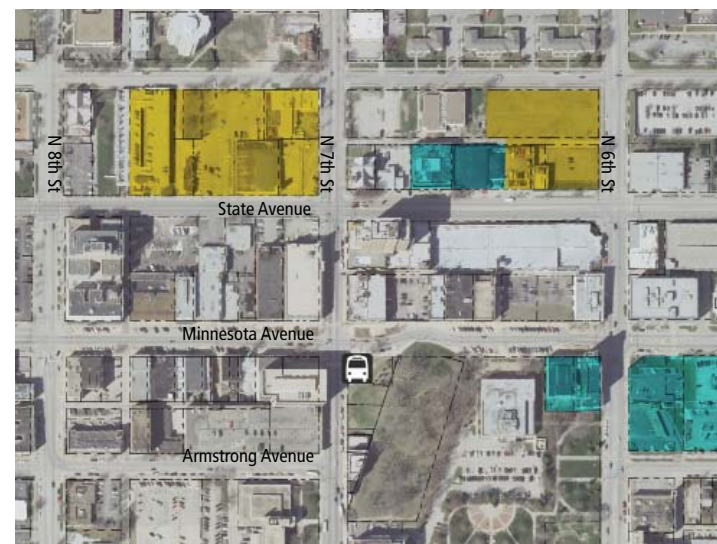 N 8th St
N 7th St
N 6th St
State Avenue
Minnesota Avenue
Armstrong Avenue